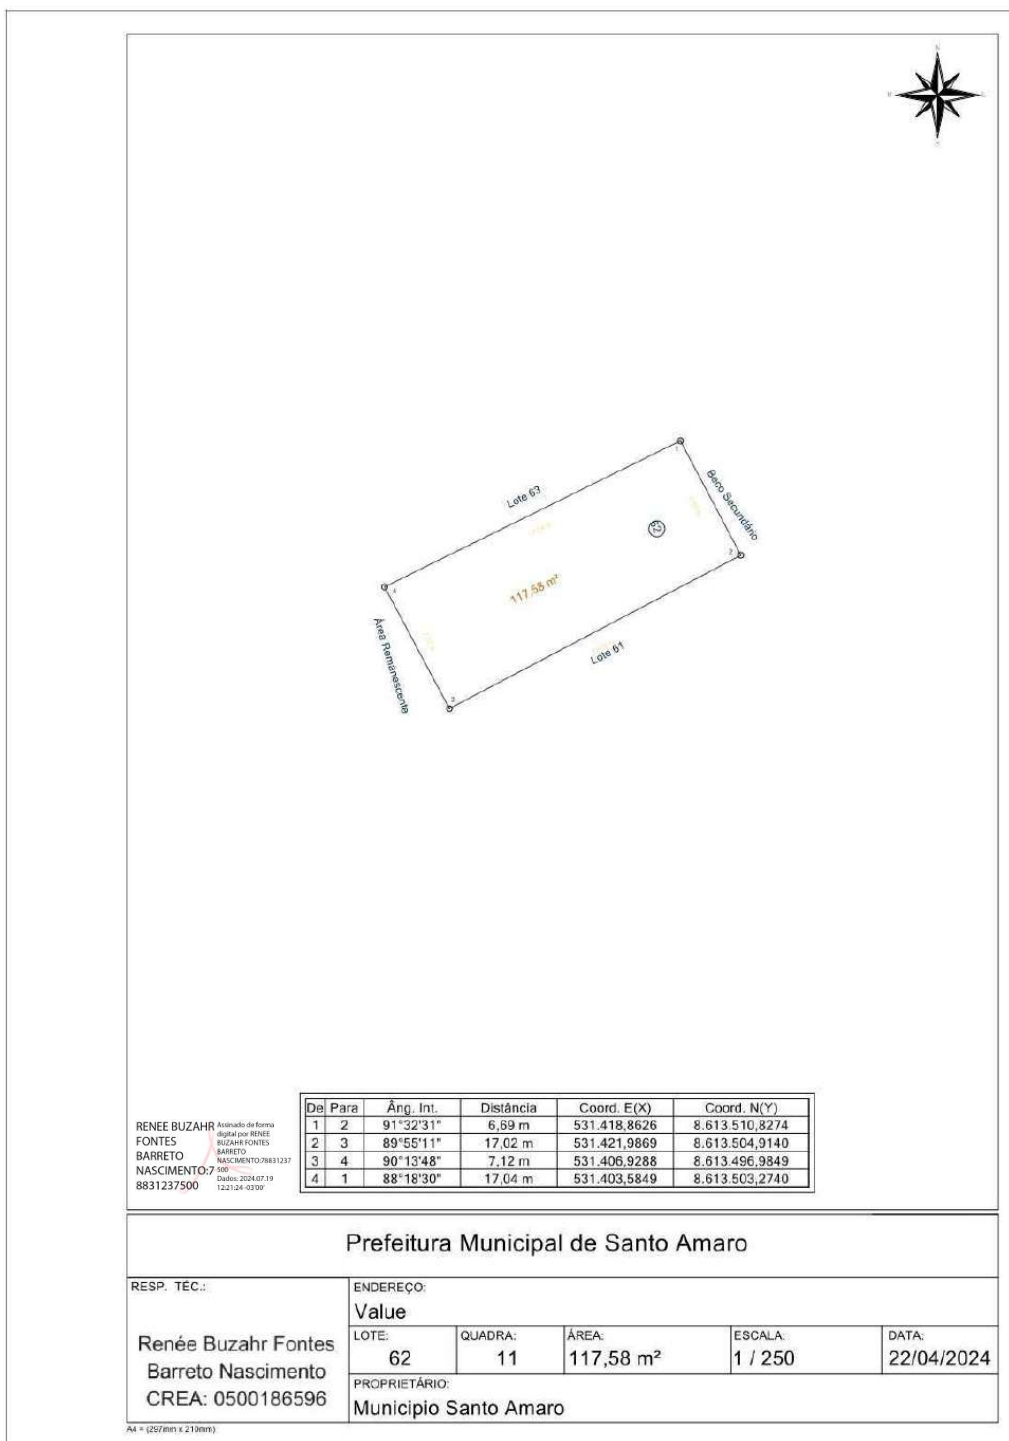 Lote 63
Beco Secundário
1
62
2
117.58 m²
4
Área Remanescente
Lote 61
3
De Para Âng. Int. Distância Coord. E(X) Coord. N(Y)
1 2 91°32'31" 6,69 m 531.418,8626 8.613.510,8274
2 3 89°55'11" 17,02 m 531.421,9869 8.613.504,9140
3 4 90°13'48" 7,12 m 531.406,9288 8.613.496,9849
4 1 88°18'30" 17,04 m 531.403,5849 8.613.503,2740
RENEE BUZAHR
FONTES
BARRETO
NASCIMENTO:7
8831237500
Assinado de forma
digital por RENEE
BUZAHR FONTES
BARRETO
NASCIMENTO:78831237
500
Dados: 2024.07.19
12:21:24 -03'00'
Prefeitura Municipal de Santo Amaro
RESP. TÉC.:
Renée Buzahr Fontes
Barreto Nascimento
CREA: 0500186596
ENDEREÇO:
Value
LOTE: QUADRA: ÁREA: ESCALA: DATA:
62 11 117,58 m² 1 / 250 22/04/2024
PROPRIETÁRIO:
Municipio Santo Amaro
A4 = (297mm x 210mm)